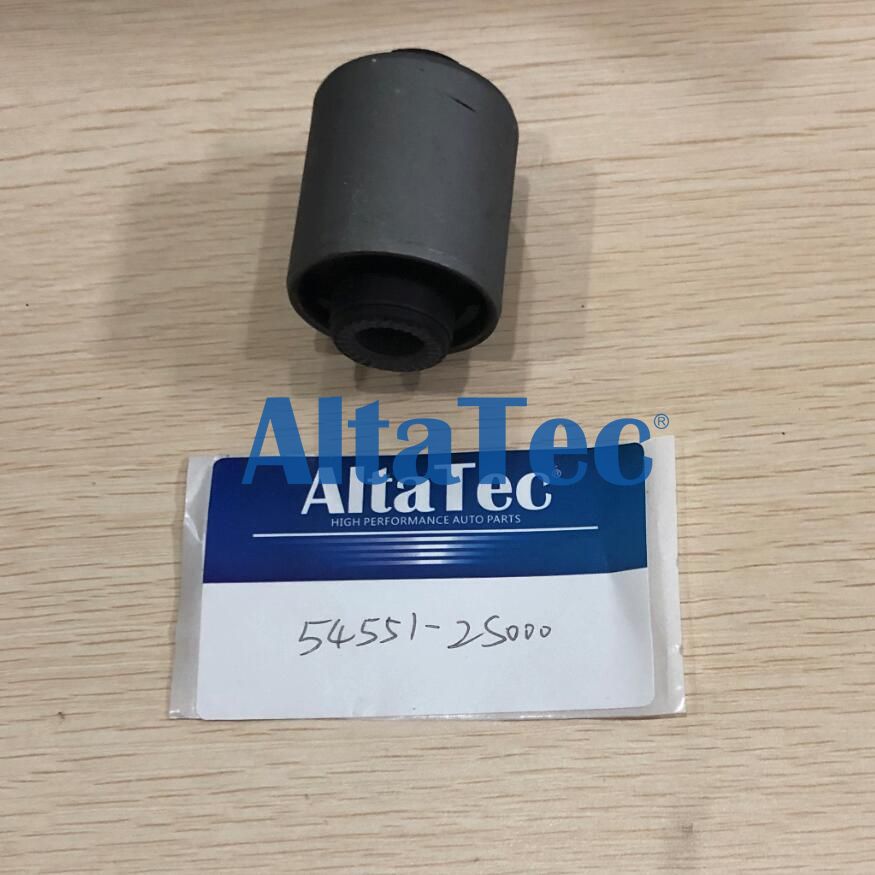 AltaTec®
AltaTec®
HIGH PERFORMANCE AUTO PARTS
54551-2S000